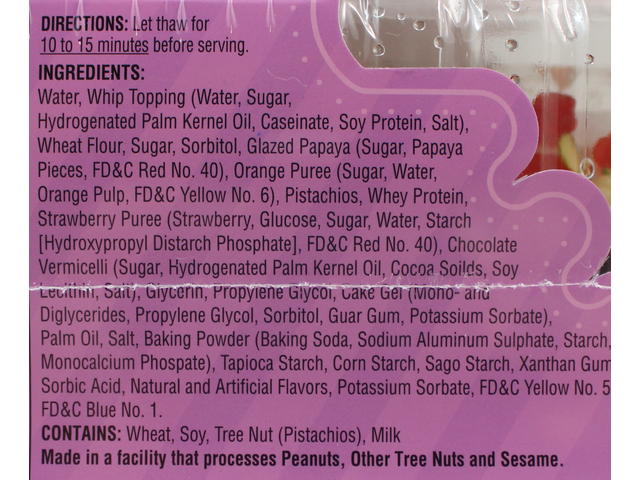 DIRECTIONS: Let thaw for
10 to 15 minutes before serving.
INGREDIENTS:
Water, Whip Topping (Water, Sugar,
Hydrogenated Palm Kernel Oil, Caseinate, Soy Protein, Salt),
Wheat Flour, Sugar, Sorbitol, Glazed Papaya (Sugar, Papaya
Pieces, FD&C Red No. 40), Orange Puree (Sugar, Water,
Orange Pulp, FD&C Yellow No. 6), Pistachios, Whey Protein,
Strawberry Puree (Strawberry, Glucose, Sugar, Water, Starch
[Hydroxypropyl Distarch Phosphate], FD&C Red No. 40), Chocolate
Vermicelli (Sugar, Hydrogenated Palm Kernel Oil, Cocoa Soilds, Soy
Lecithin, Salt), Glycerin, Propylene Glycol, Cake Gel (Mono- and
Diglycerides, Propylene Glycol, Sorbitol, Guar Gum, Potassium Sorbate),
Palm Oil, Salt, Baking Powder (Baking Soda, Sodium Aluminum Sulphate, Starch,
Monocalcium Phospate), Tapioca Starch, Corn Starch, Sago Starch, Xanthan Gum
Sorbic Acid, Natural and Artificial Flavors, Potassium Sorbate, FD&C Yellow No. 5
FD&C Blue No. 1.
CONTAINS: Wheat, Soy, Tree Nut (Pistachios), Milk
Made in a facility that processes Peanuts, Other Tree Nuts and Sesame.